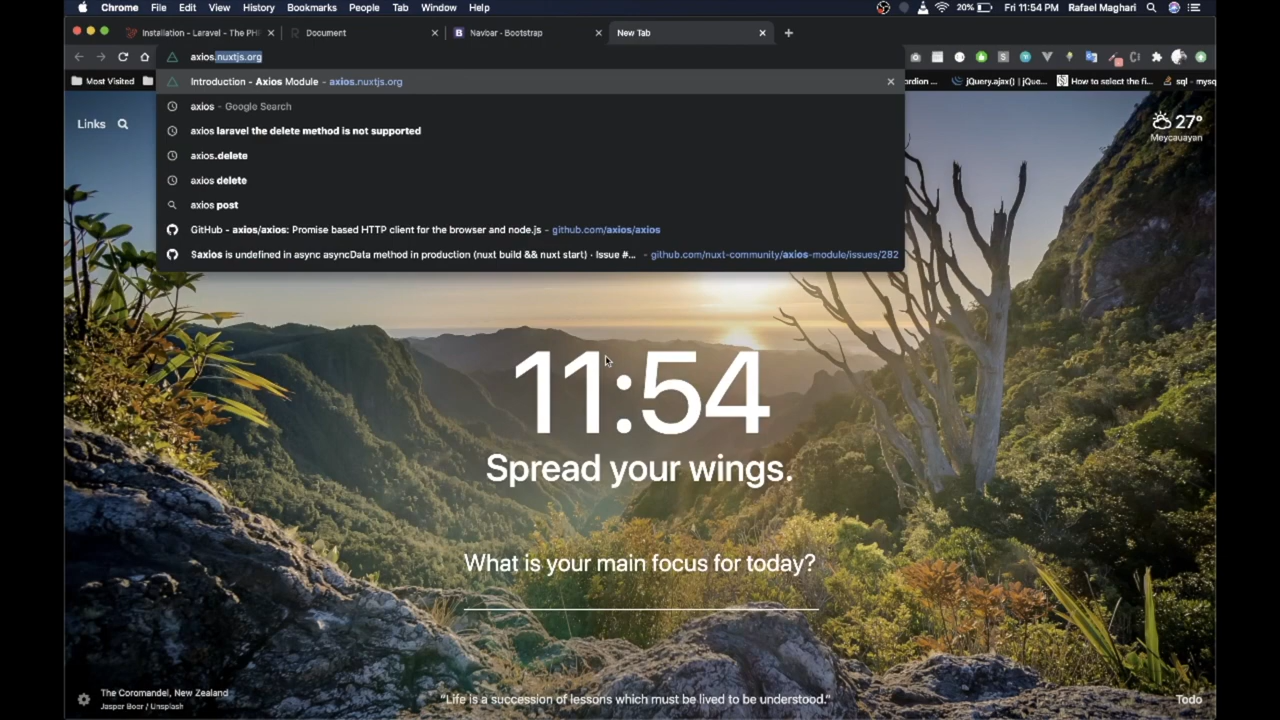 Chrome File Edit View History Bookmarks People Tab Window Help 20% Fri 11:54 PM Rafael Maghari
Installation - Laravel - The PHP Document Navbar · Bootstrap New Tab
axios.nuxtjs.org
Most Visited
Introduction - Axios Module - axios.nuxtjs.org
ordian ... jQuery.ajax() | jQue... How to select the fi... sql - mysq
axios - Google Search
axios laravel the delete method is not supported
axios.delete
axios delete
axios post
GitHub - axios/axios: Promise based HTTP client for the browser and node.js - github.com/axios/axios
$axios is undefined in async asyncData method in production (nuxt build && nuxt start) · Issue #... - github.com/nuxt-community/axios-module/issues/282
Links
27°
Meycauayan
11:54
Spread your wings.
What is your main focus for today?
The Coromandel, New Zealand
Jasper Boer / Unsplash
"Life is a succession of lessons which must be lived to be understood."
Todo